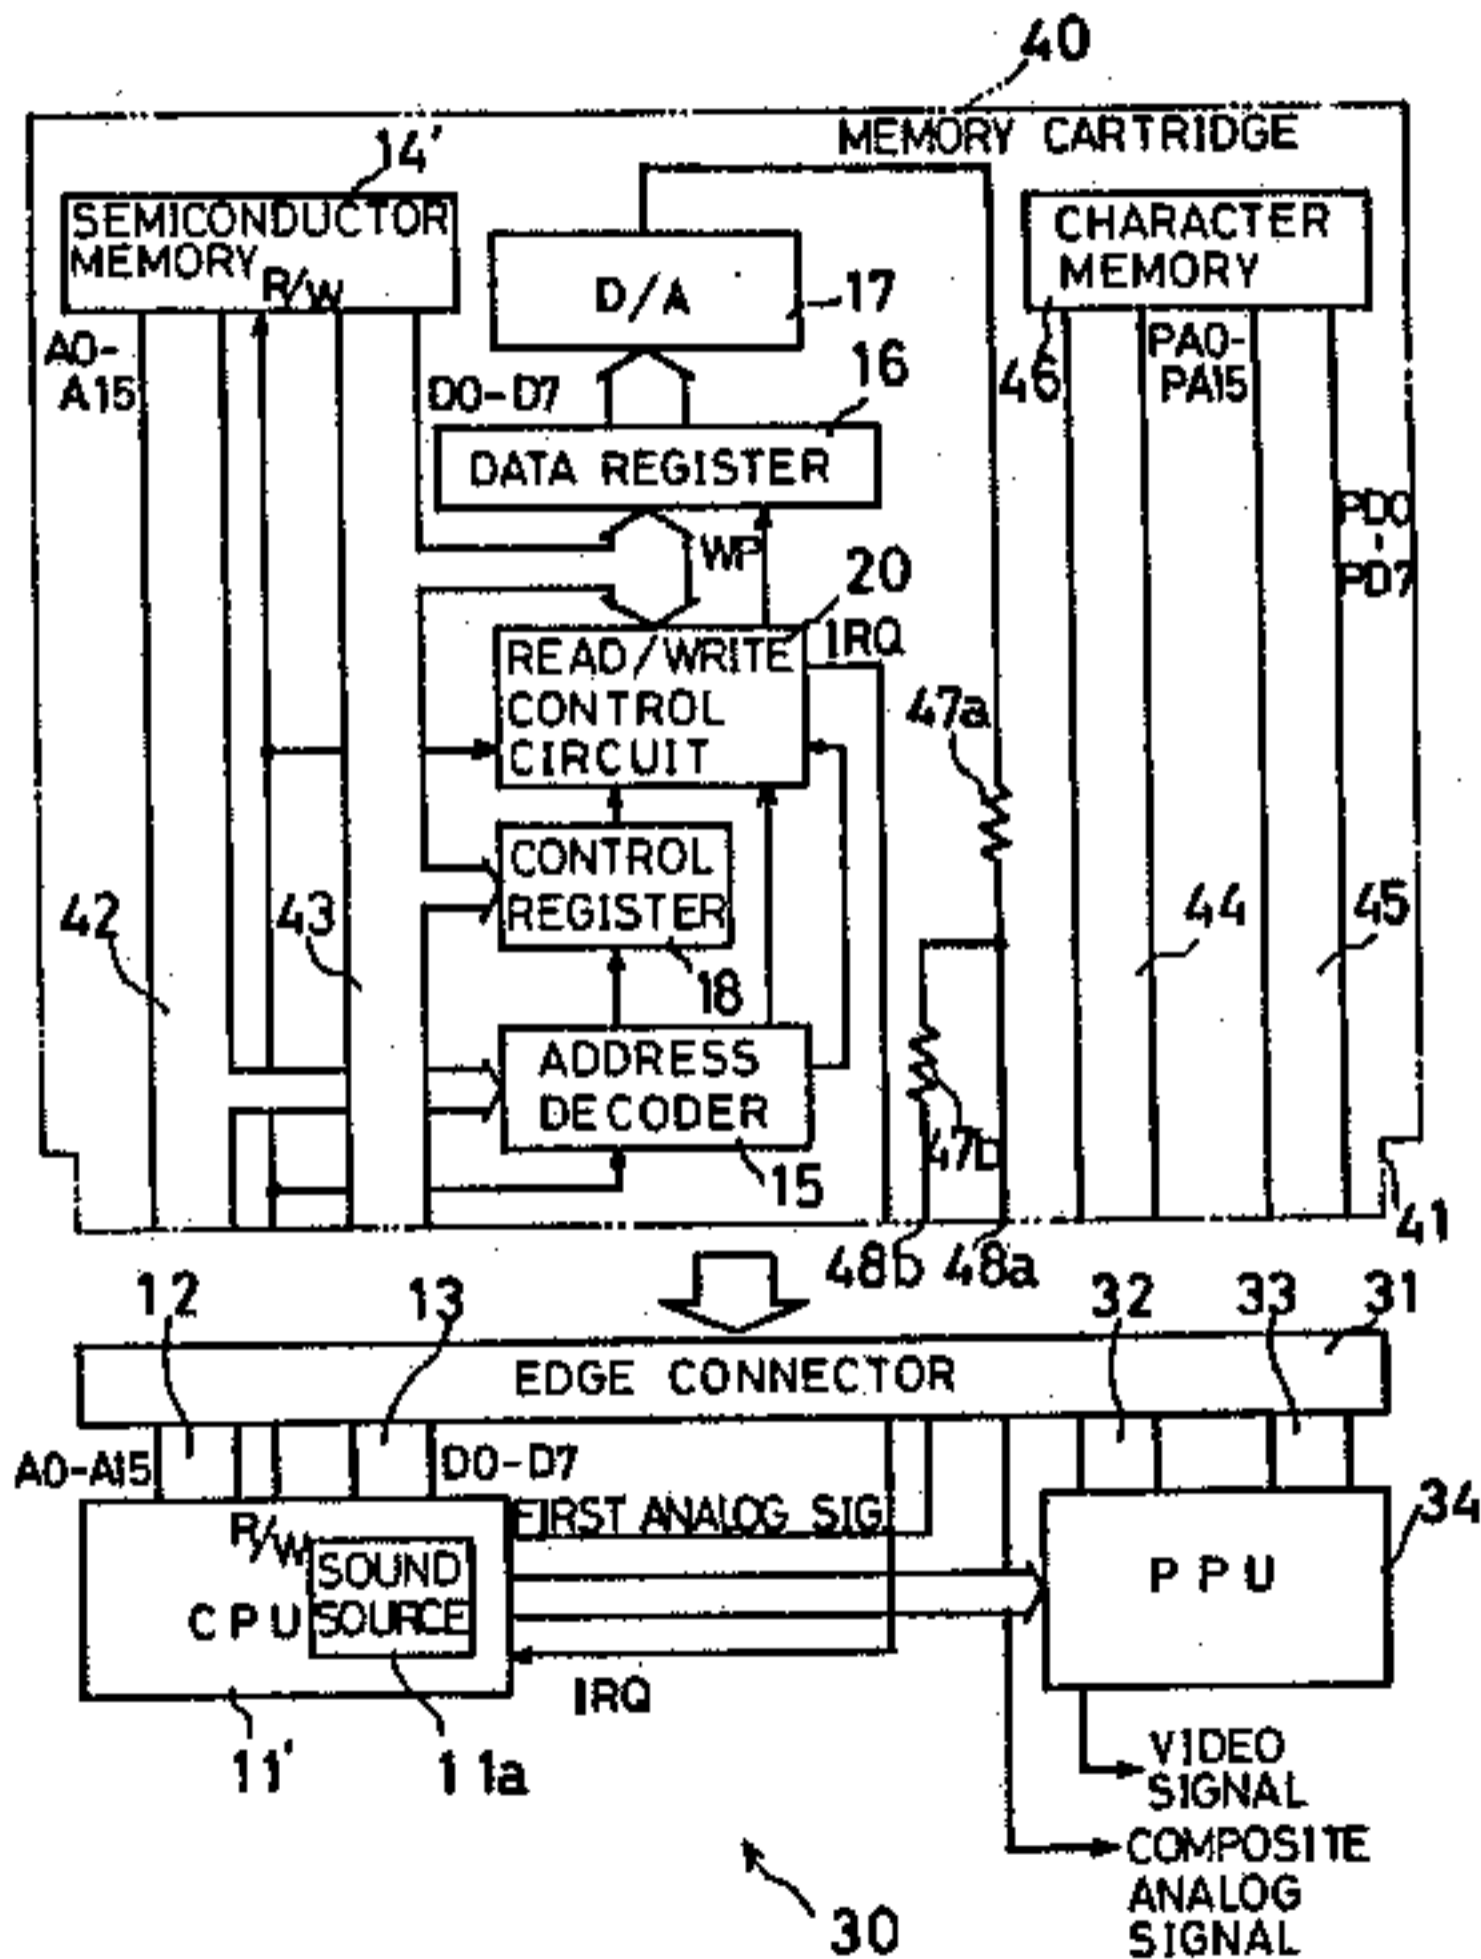 40
MEMORY CARTRIDGE
14'
SEMICONDUCTOR
MEMORY
R/W
D/A
17
CHARACTER
MEMORY
46
A0-
A15
D0-D7
16
PA0-
PA15
DATA REGISTER
PD0
-
PD7
WP
20
READ/WRITE
CONTROL
CIRCUIT
IRQ
47a
CONTROL
REGISTER
18
42
43
44
45
ADDRESS
DECODER
15
47b
41
48b
48a
12
13
32
33
31
EDGE CONNECTOR
A0-A15
D0-D7
FIRST ANALOG SIG
R/W
SOUND
SOURCE
CPU
PPU
34
IRQ
11'
11a
VIDEO
SIGNAL
COMPOSITE
ANALOG
SIGNAL
30